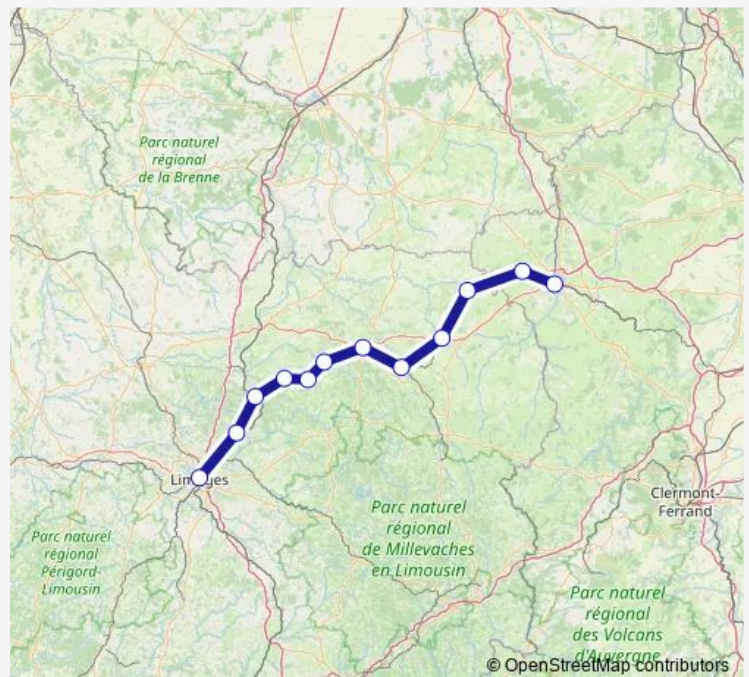 Parc naturel
régional
de la Brenne
Limoges
Clermont-
Ferrand
Parc naturel
régional
de Millevaches
en Limousin
Parc naturel
régional
Périgord-
Limousin
Parc naturel
régional
des Volcans
d'Auvergne
© OpenStreetMap contributors